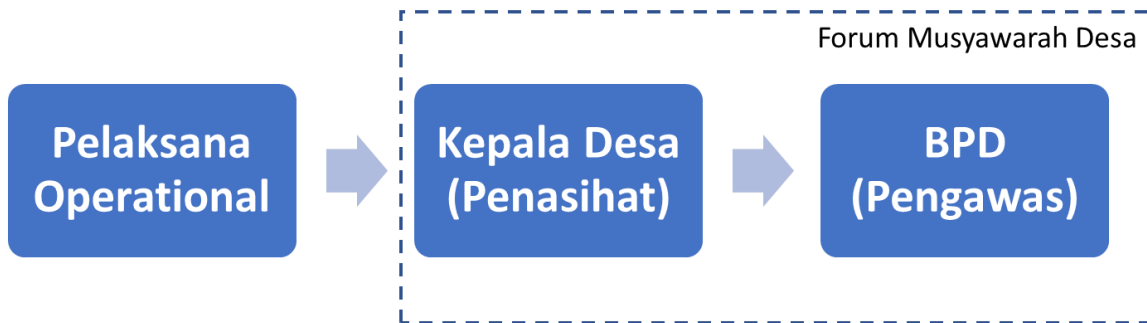 Forum Musyawarah Desa
Pelaksana
Operational
Kepala Desa
(Penasihat)
BPD
(Pengawas)